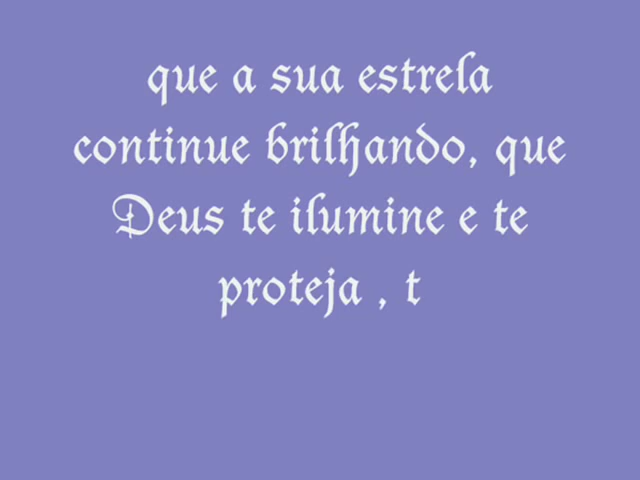 que a sua estrela
continue brilhando, que
Deus te ilumine e te
proteja , t